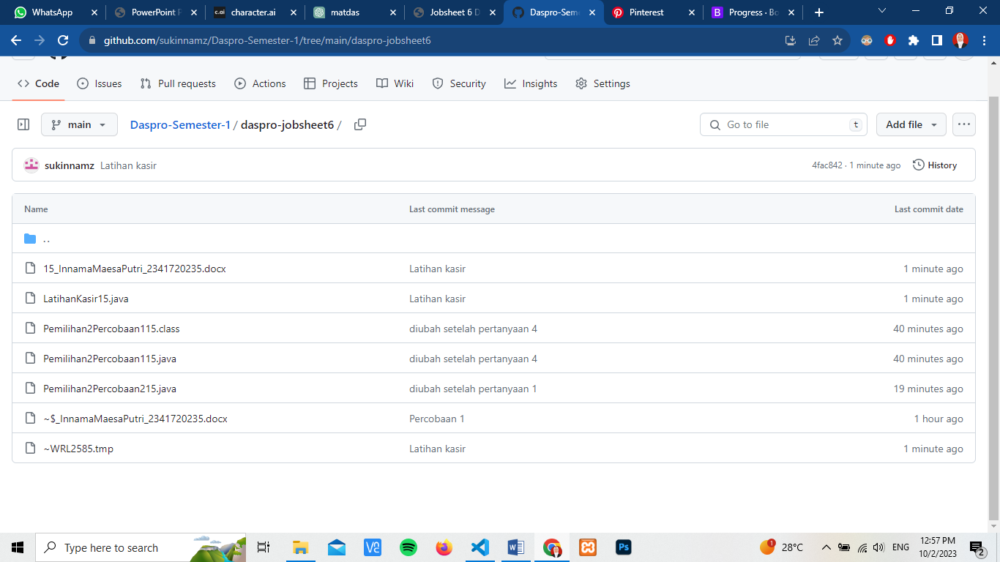 WhatsApp
PowerPoint P
c.ai character.ai
matdas
Jobsheet 6 D
Daspro-Sem
Pinterest
B Progress · Bo
github.com/sukinnamz/Daspro-Semester-1/tree/main/daspro-jobsheet6
Code Issues Pull requests Actions Projects Wiki Security Insights Settings
main Daspro-Semester-1 / daspro-jobsheet6 / Go to file t Add file
sukinnamz Latihan kasir 4fac842 · 1 minute ago History
Name Last commit message Last commit date
. .
15_InnamaMaesaPutri_2341720235.docx Latihan kasir 1 minute ago
LatihanKasir15.java Latihan kasir 1 minute ago
Pemilihan2Percobaan115.class diubah setelah pertanyaan 4 40 minutes ago
Pemilihan2Percobaan115.java diubah setelah pertanyaan 4 40 minutes ago
Pemilihan2Percobaan215.java diubah setelah pertanyaan 1 19 minutes ago
~$_InnamaMaesaPutri_2341720235.docx Percobaan 1 1 hour ago
~WRL2585.tmp Latihan kasir 1 minute ago
Type here to search
W
Ps
1
28°C
ENG
12:57 PM
10/2/2023
2